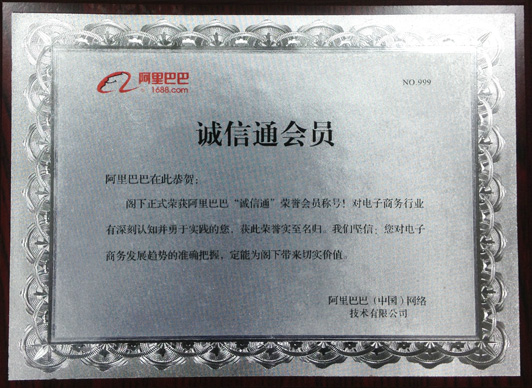 阿里巴巴
1688.com
NO.999
诚信通会员
阿里巴巴在此恭贺：
阁下正式荣获阿里巴巴“诚信通”荣誉会员称号！对电子商务行业
有深刻认知并勇于实践的您，获此荣誉实至名归。我们坚信：您对电子
商务发展趋势的准确把握，定能为阁下带来切实价值。
阿里巴巴（中国）网络
技术有限公司